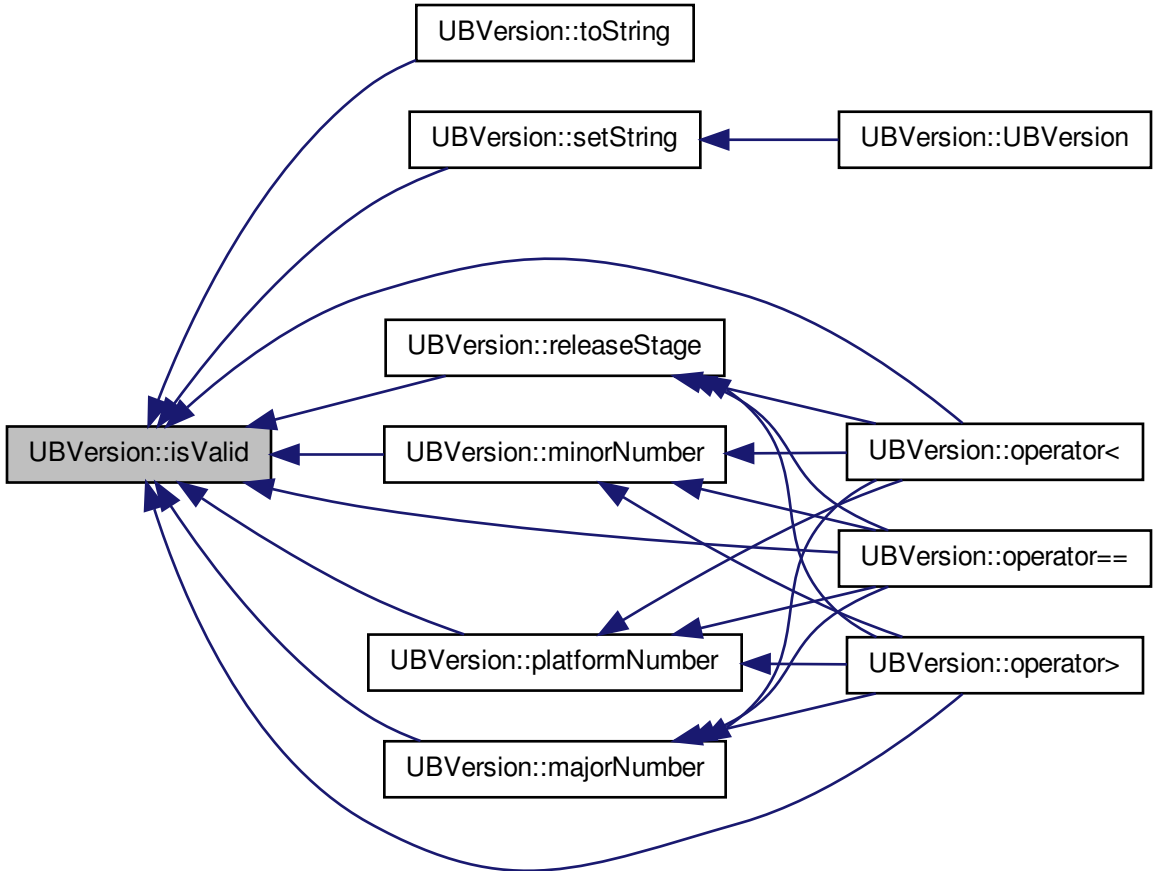 UBVersion::toString
UBVersion::setString
UBVersion::UBVersion
UBVersion::releaseStage
UBVersion::isValid
UBVersion::minorNumber
UBVersion::operator<
UBVersion::operator==
UBVersion::platformNumber
UBVersion::operator>
UBVersion::majorNumber